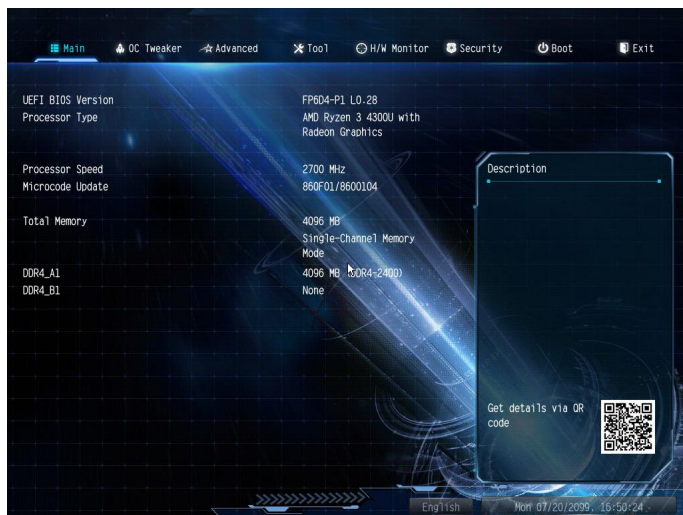 Main OC Tweaker Advanced Tool H/W Monitor Security Boot Exit
UEFI BIOS Version FP6D4-P1 L0.28
Processor Type AMD Ryzen 3 4300U with
Radeon Graphics
Processor Speed 2700 MHz
Microcode Update 860F01/8600104
Total Memory 4096 MB
Single-Channel Memory
Mode
DDR4_A1 4096 MB (DDR4-2400)
DDR4_B1 None
Description
Get details via QR
code
English Mon 07/20/2099, 16:50:24